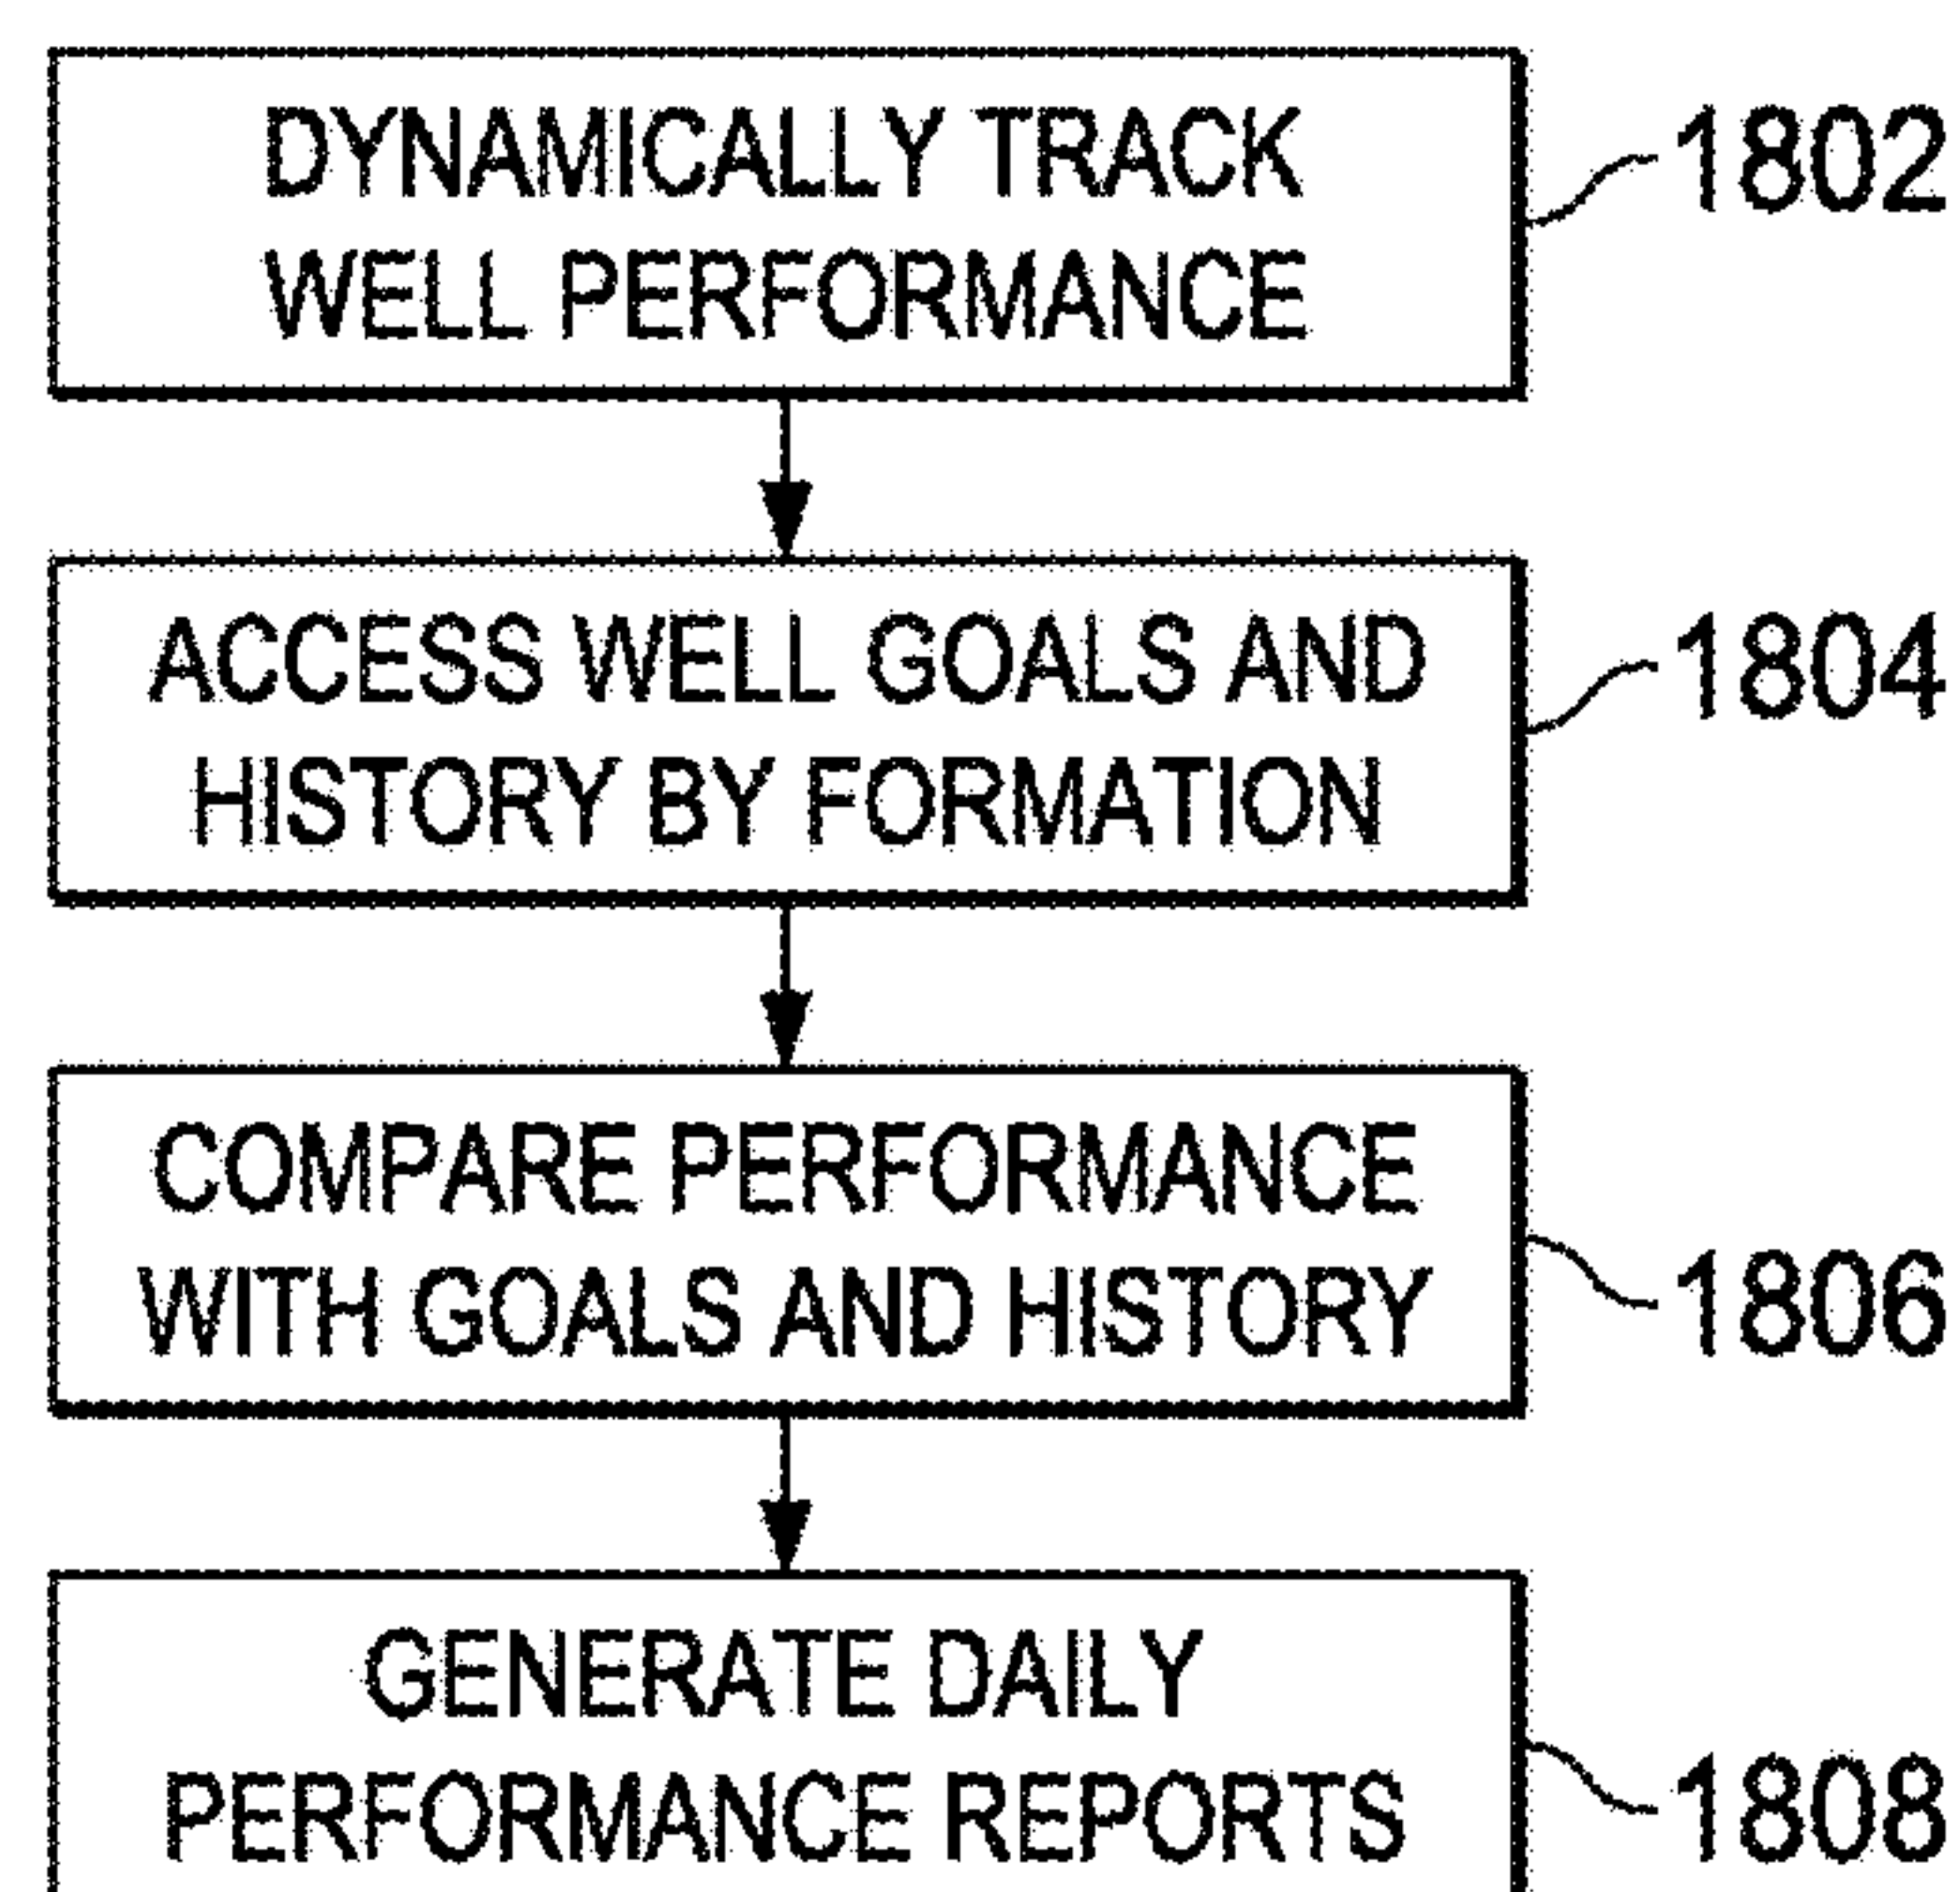 DYNAMICALLY TRACK
WELL PERFORMANCE
1802
ACCESS WELL GOALS AND
HISTORY BY FORMATION
1804
COMPARE PERFORMANCE
WITH GOALS AND HISTORY
1806
GENERATE DAILY
PERFORMANCE REPORTS
1808